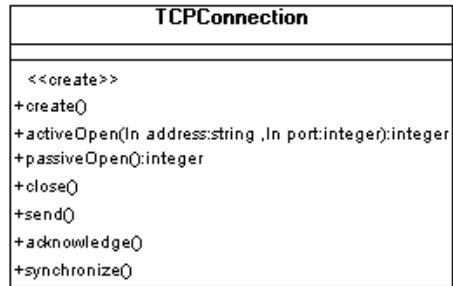 TCPConnection
<<create>>
+create()
+activeOpen(In address:string ,In port:integer):integer
+passiveOpen():integer
+close()
+send()
+acknowledge()
+synchronize()